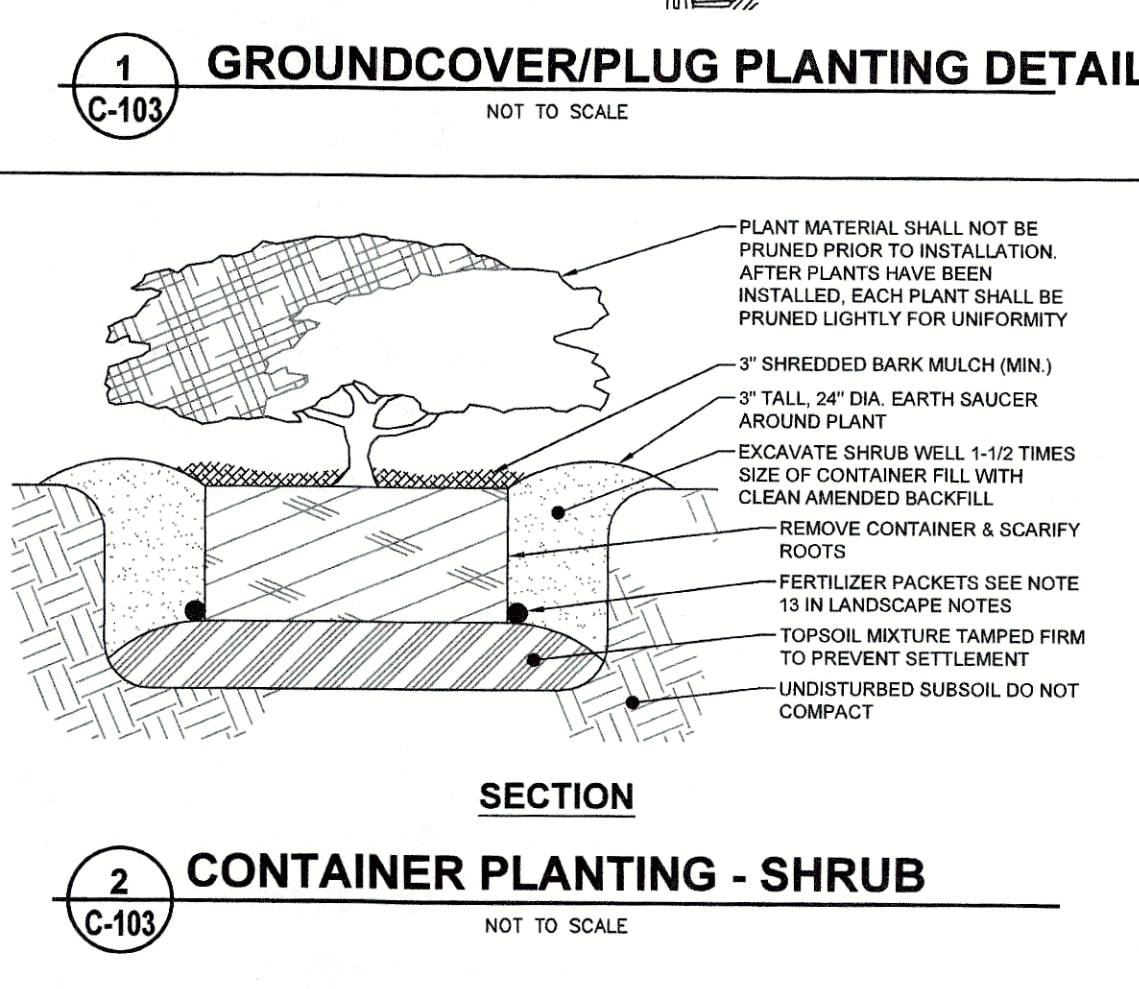 1
C-103
GROUNDCOVER/PLUG PLANTING DETAIL
NOT TO SCALE
PLANT MATERIAL SHALL NOT BE
PRUNED PRIOR TO INSTALLATION.
AFTER PLANTS HAVE BEEN
INSTALLED, EACH PLANT SHALL BE
PRUNED LIGHTLY FOR UNIFORMITY
3" SHREDDED BARK MULCH (MIN.)
3" TALL, 24" DIA. EARTH SAUCER
AROUND PLANT
EXCAVATE SHRUB WELL 1-1/2 TIMES
SIZE OF CONTAINER FILL WITH
CLEAN AMENDED BACKFILL
REMOVE CONTAINER & SCARIFY
ROOTS
FERTILIZER PACKETS SEE NOTE
13 IN LANDSCAPE NOTES
TOPSOIL MIXTURE TAMPED FIRM
TO PREVENT SETTLEMENT
UNDISTURBED SUBSOIL DO NOT
COMPACT
SECTION
2
C-103
CONTAINER PLANTING - SHRUB
NOT TO SCALE